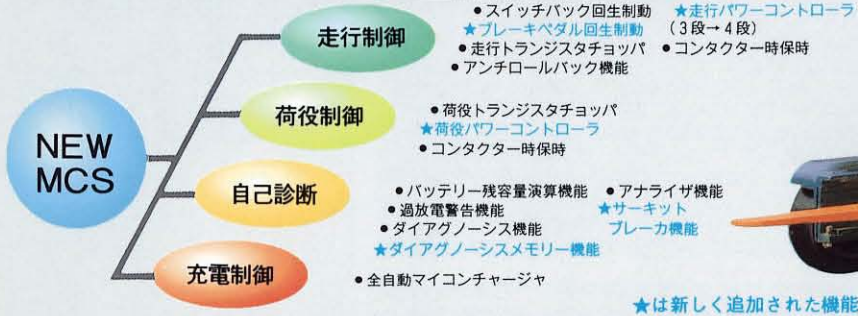 NEW
MCS
走行制御
●スイッチバック回生制動 ★走行パワーコントローラ
★ブレーキペダル回生制動 (3段→4段)
●走行トランジスタチョッパ ●コンタクター時保時
●アンチロールバック機能
荷役制御
●荷役トランジスタチョッパ
★荷役パワーコントローラ
●コンタクター時保時
自己診断
●バッテリー残容量演算機能 ●アナライザ機能
●過放電警告機能 ★サーキット
●ダイアグノーシス機能 ブレーカ機能
★ダイアグノーシスメモリー機能
充電制御
●全自動マイコンチャージャ
★は新しく追加された機能